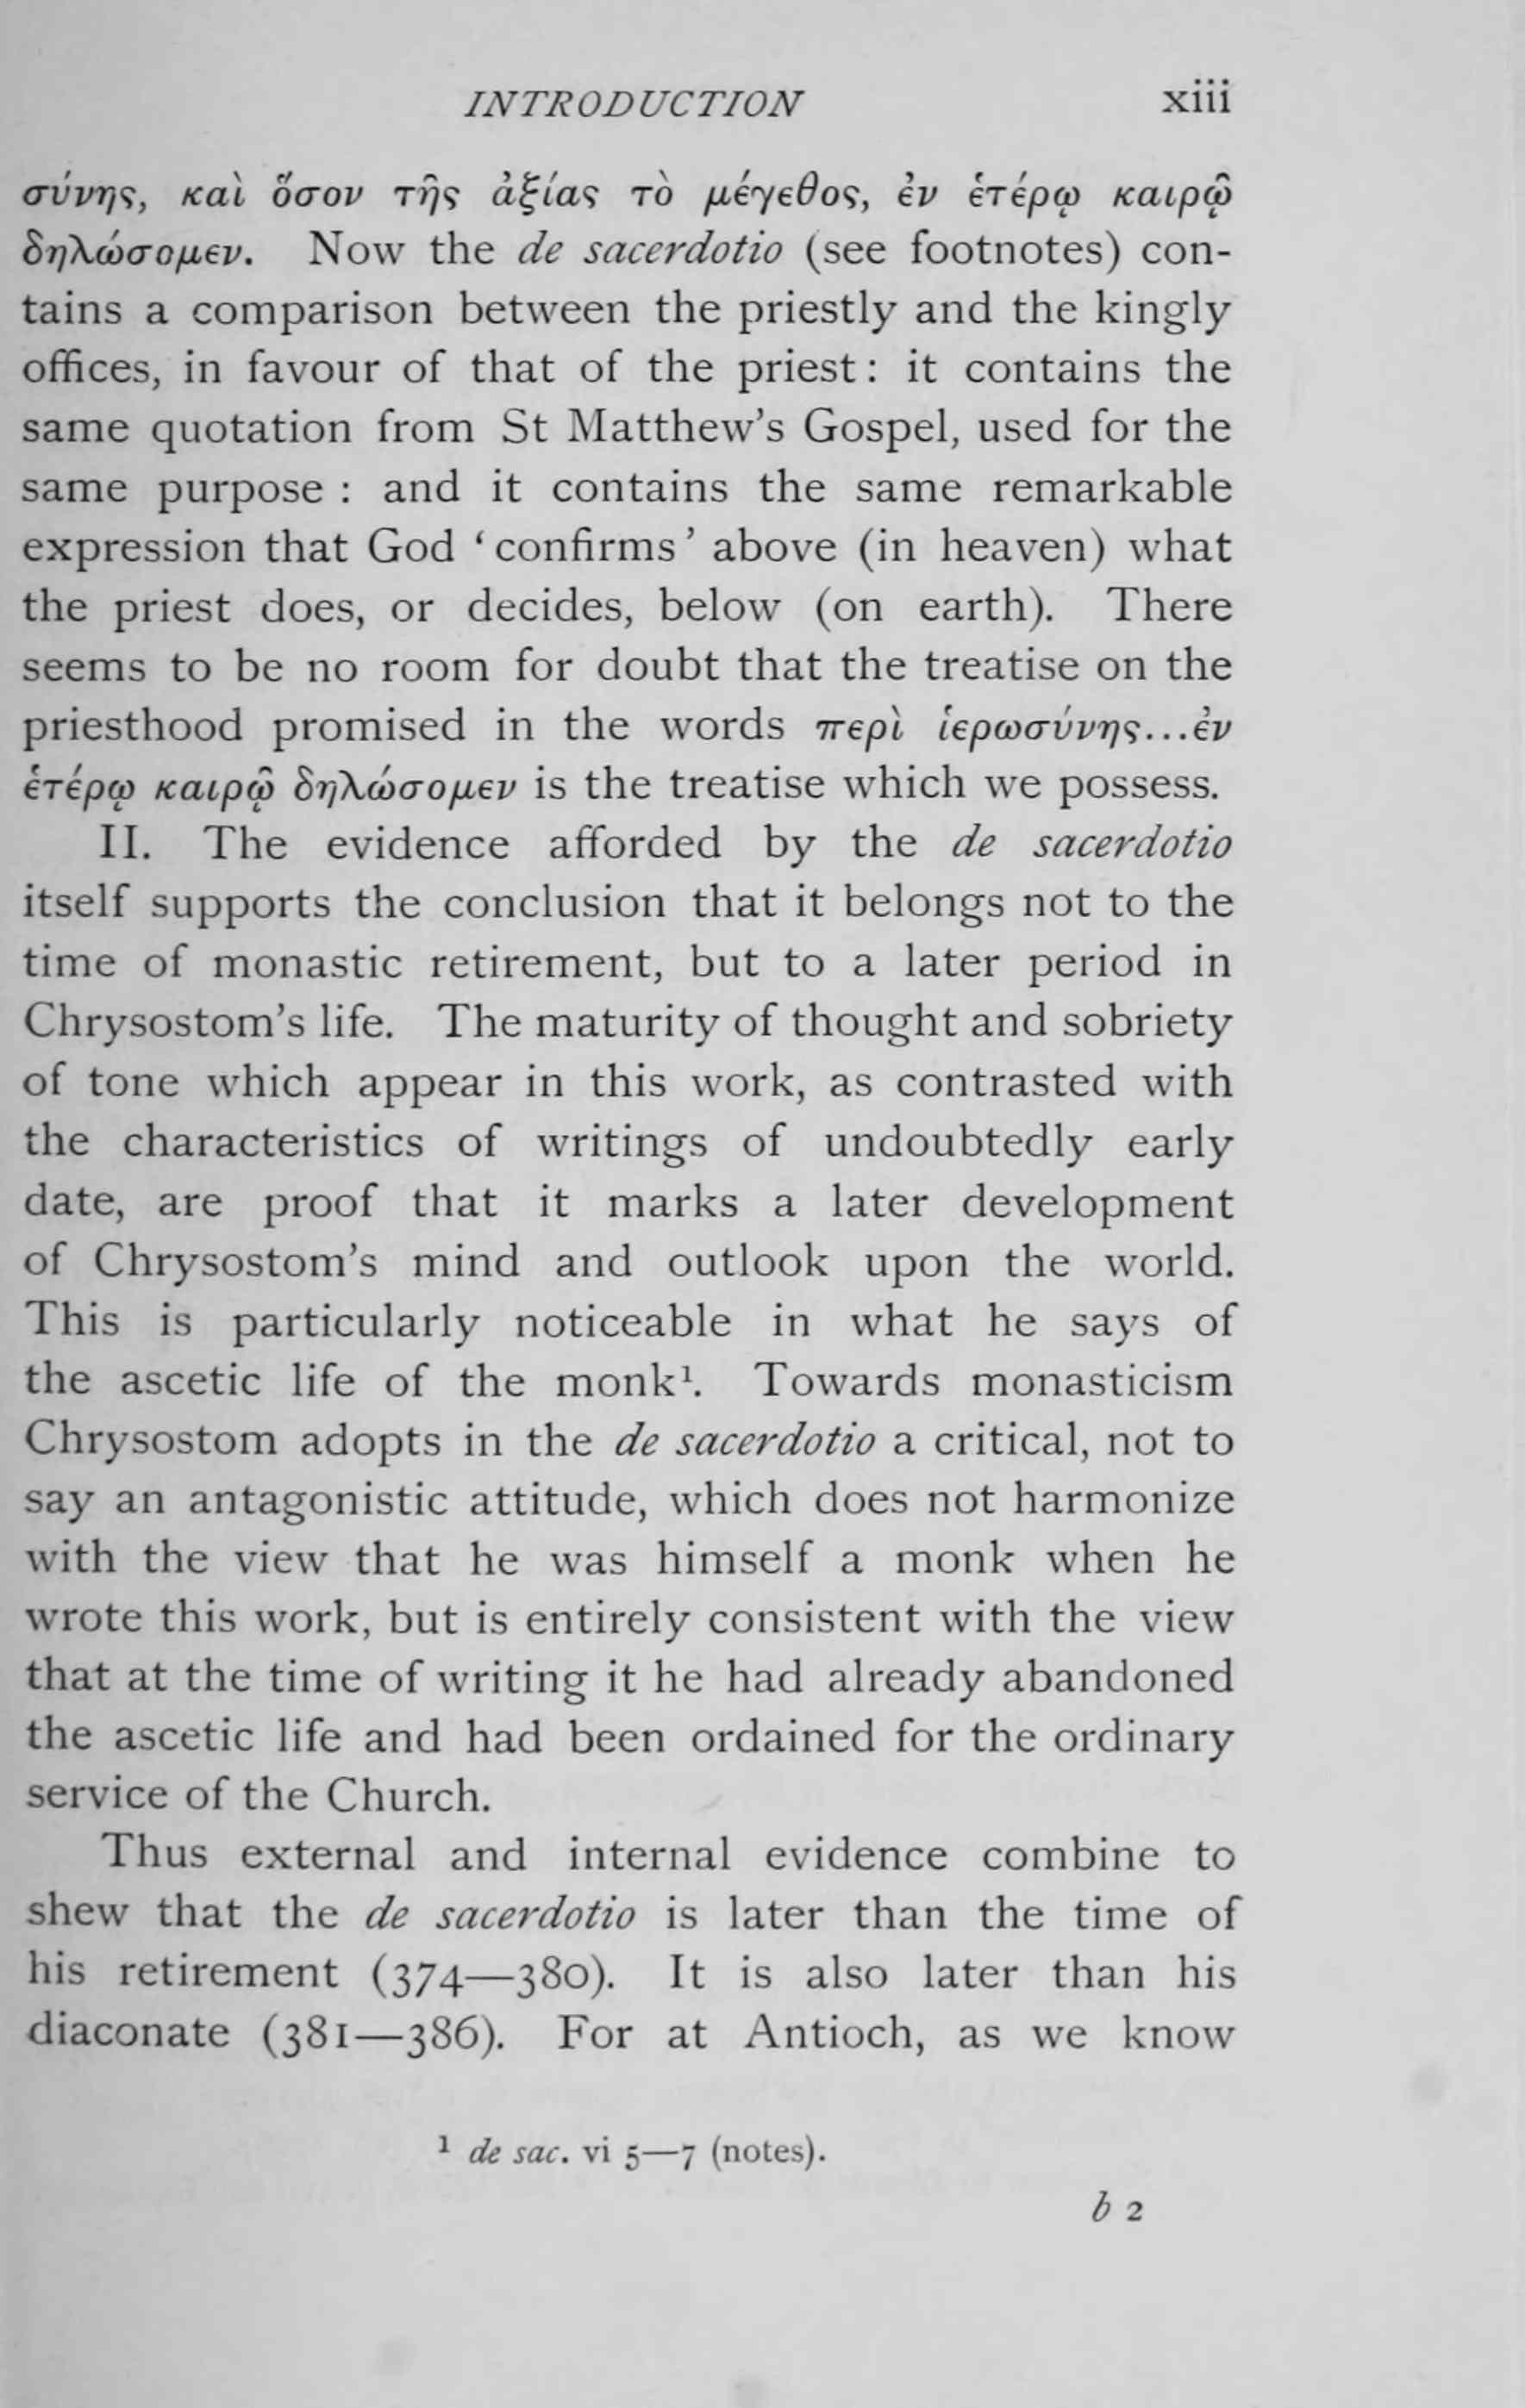 INTRODUCTION xiii
σύνης, καὶ ὅσον τῆς ἀξίας τὸ μέγεθος, ἐν ἑτέρῳ καιρῷ
δηλώσομεν. Now the de sacerdotio (see footnotes) con-
tains a comparison between the priestly and the kingly
offices, in favour of that of the priest: it contains the
same quotation from St Matthew's Gospel, used for the
same purpose : and it contains the same remarkable
expression that God ‘confirms’ above (in heaven) what
the priest does, or decides, below (on earth). There
seems to be no room for doubt that the treatise on the
priesthood promised in the words περὶ ἱερωσύνης...ἐν
ἑτέρῳ καιρῷ δηλώσομεν is the treatise which we possess.
II. The evidence afforded by the de sacerdotio
itself supports the conclusion that it belongs not to the
time of monastic retirement, but to a later period in
Chrysostom's life. The maturity of thought and sobriety
of tone which appear in this work, as contrasted with
the characteristics of writings of undoubtedly early
date, are proof that it marks a later development
of Chrysostom's mind and outlook upon the world.
This is particularly noticeable in what he says of
the ascetic life of the monk¹. Towards monasticism
Chrysostom adopts in the de sacerdotio a critical, not to
say an antagonistic attitude, which does not harmonize
with the view that he was himself a monk when he
wrote this work, but is entirely consistent with the view
that at the time of writing it he had already abandoned
the ascetic life and had been ordained for the ordinary
service of the Church.
Thus external and internal evidence combine to
shew that the de sacerdotio is later than the time of
his retirement (374—380). It is also later than his
diaconate (381—386). For at Antioch, as we know
¹ de sac. vi 5—7 (notes).
b 2